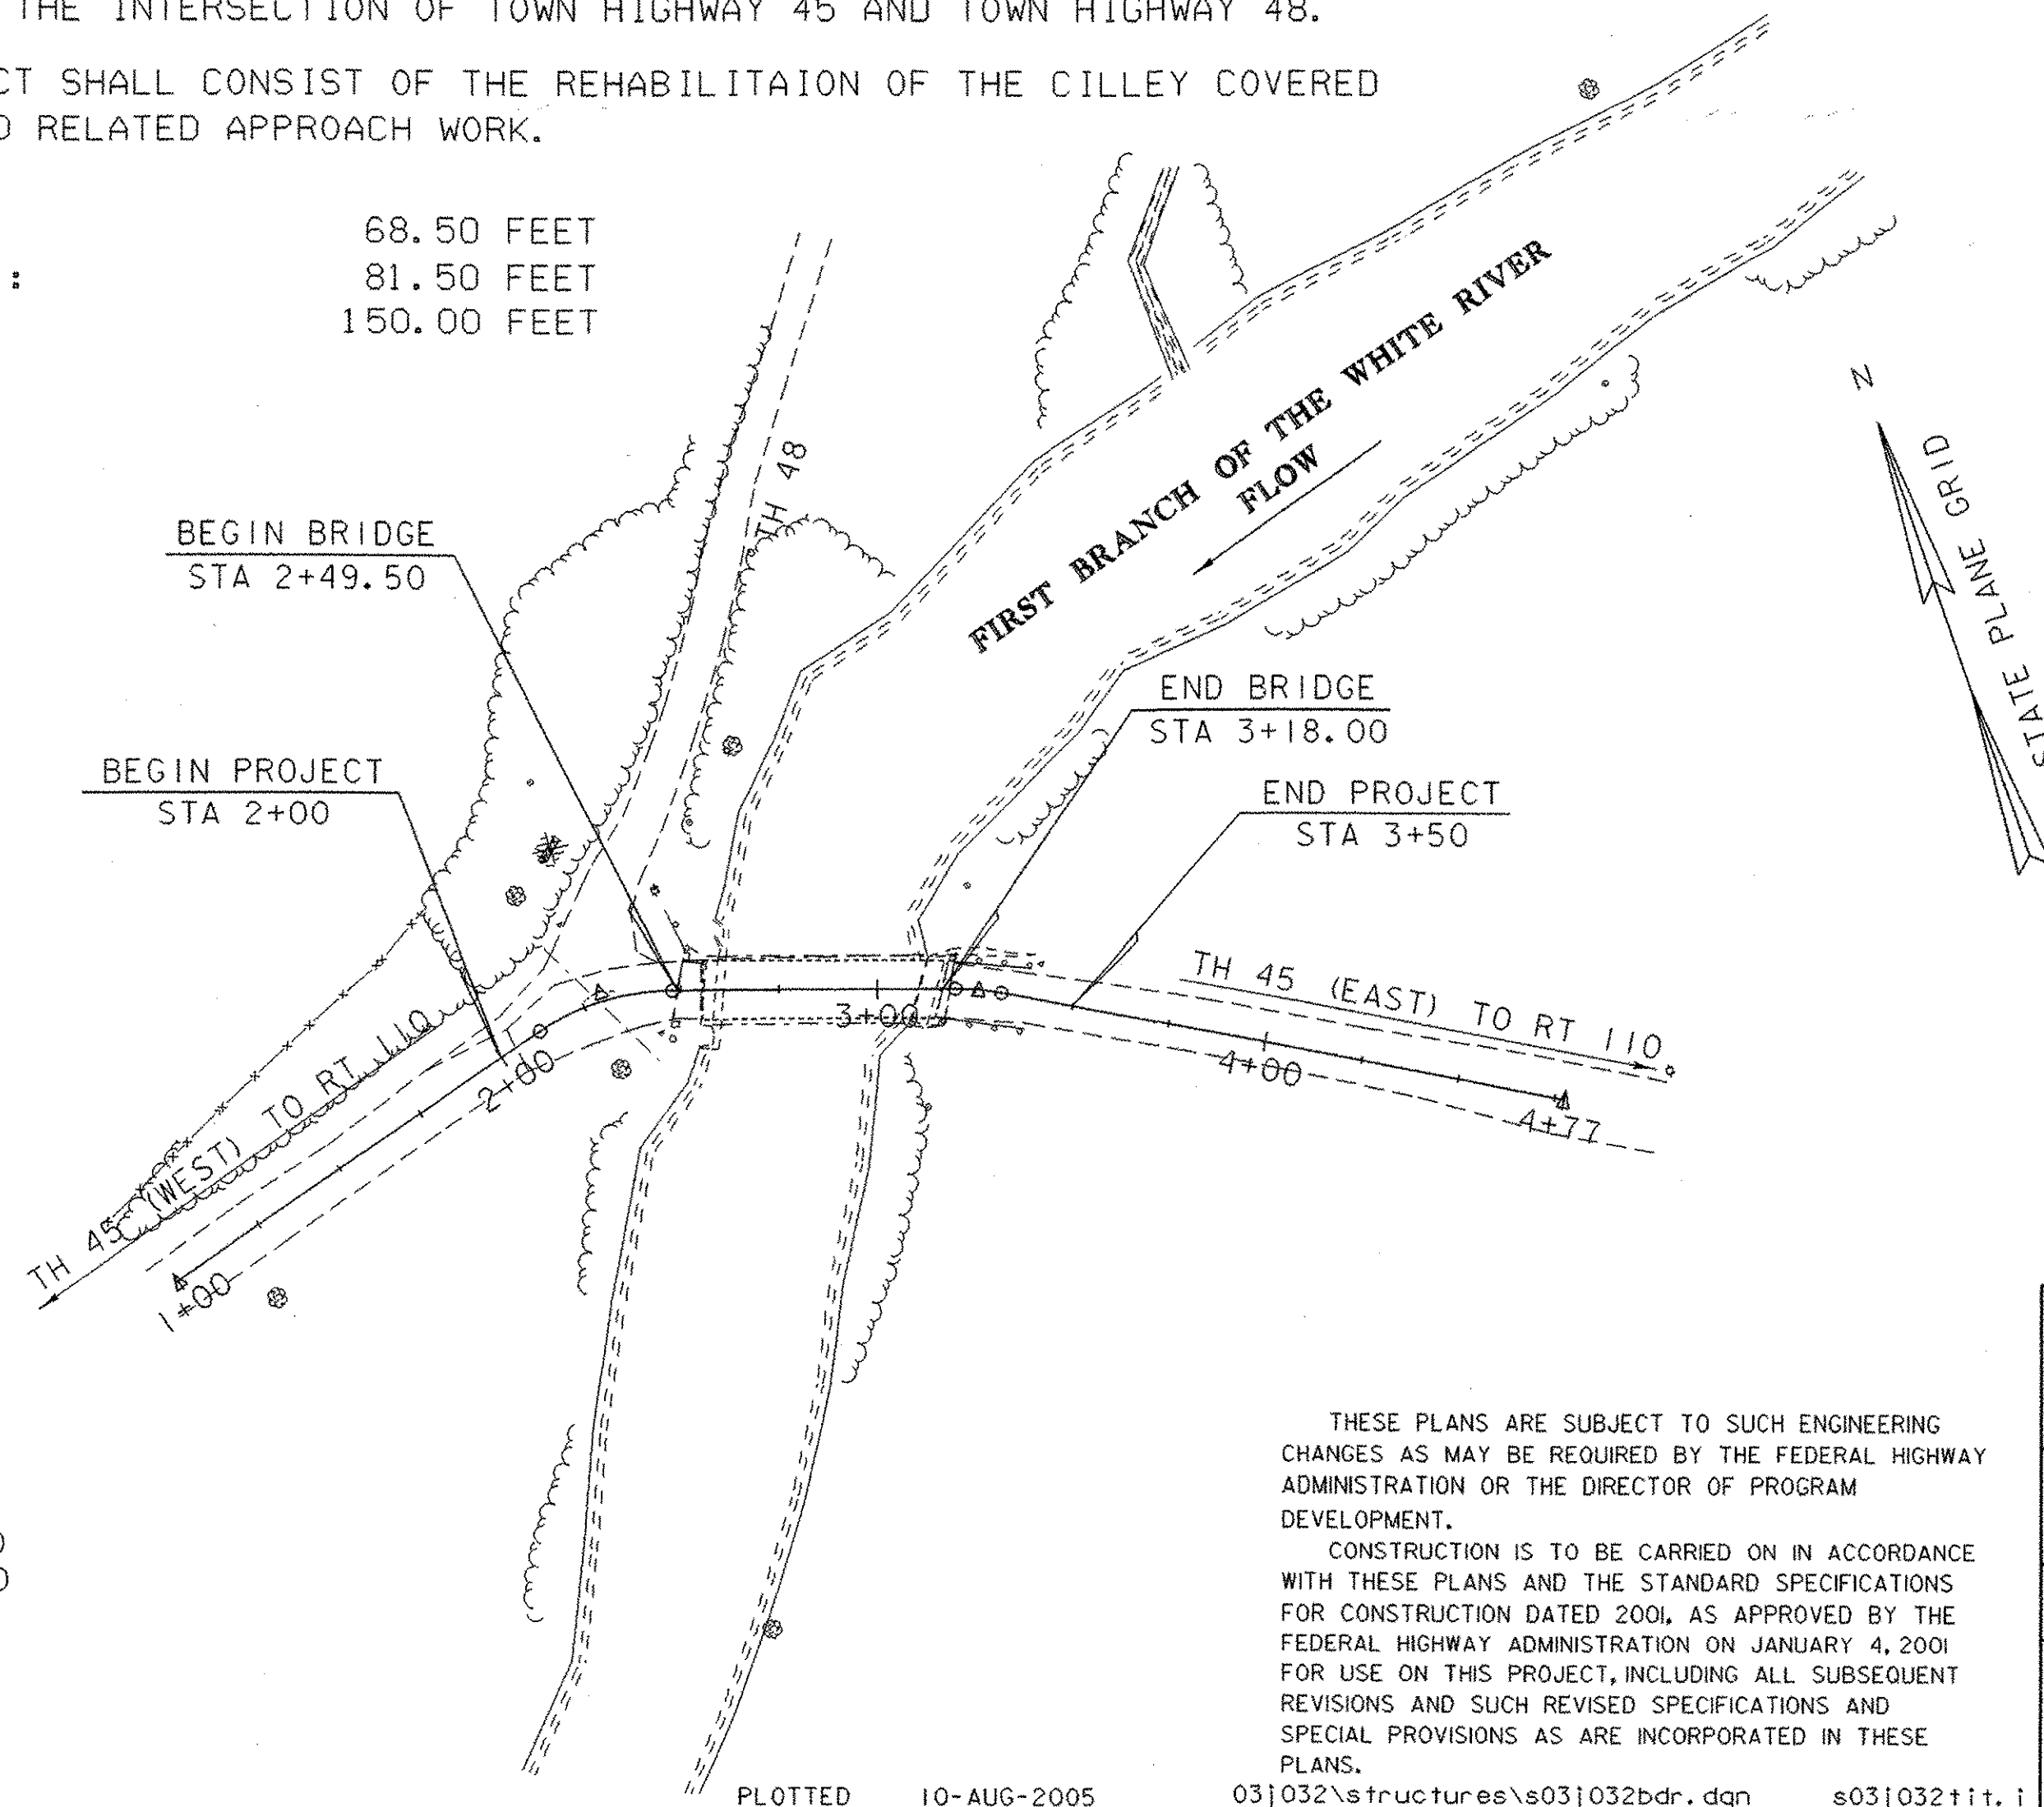 THE INTERSECTION OF TOWN HIGHWAY 45 AND TOWN HIGHWAY 48.
CT SHALL CONSIST OF THE REHABILITAION OF THE CILLEY COVERED
D RELATED APPROACH WORK.
68.50 FEET
: 81.50 FEET
150.00 FEET
TH 48
FIRST BRANCH OF THE WHITE RIVER
FLOW
N
STATE PLANE GRID
STATE
BEGIN BRIDGE
STA 2+49.50
END BRIDGE
STA 3+18.00
BEGIN PROJECT
STA 2+00
END PROJECT
STA 3+50
TH 45 (WEST) TO RT 110
TH 45 (EAST) TO RT 110
1+00
2+00
3+00
4+00
4+77
THESE PLANS ARE SUBJECT TO SUCH ENGINEERING
CHANGES AS MAY BE REQUIRED BY THE FEDERAL HIGHWAY
ADMINISTRATION OR THE DIRECTOR OF PROGRAM
DEVELOPMENT.
CONSTRUCTION IS TO BE CARRIED ON IN ACCORDANCE
WITH THESE PLANS AND THE STANDARD SPECIFICATIONS
FOR CONSTRUCTION DATED 2001, AS APPROVED BY THE
FEDERAL HIGHWAY ADMINISTRATION ON JANUARY 4, 2001
FOR USE ON THIS PROJECT, INCLUDING ALL SUBSEQUENT
REVISIONS AND SUCH REVISED SPECIFICATIONS AND
SPECIAL PROVISIONS AS ARE INCORPORATED IN THESE
PLANS.
PLOTTED 10-AUG-2005 03j032\structures\s03j032bdr.dgn s03j032tit.i